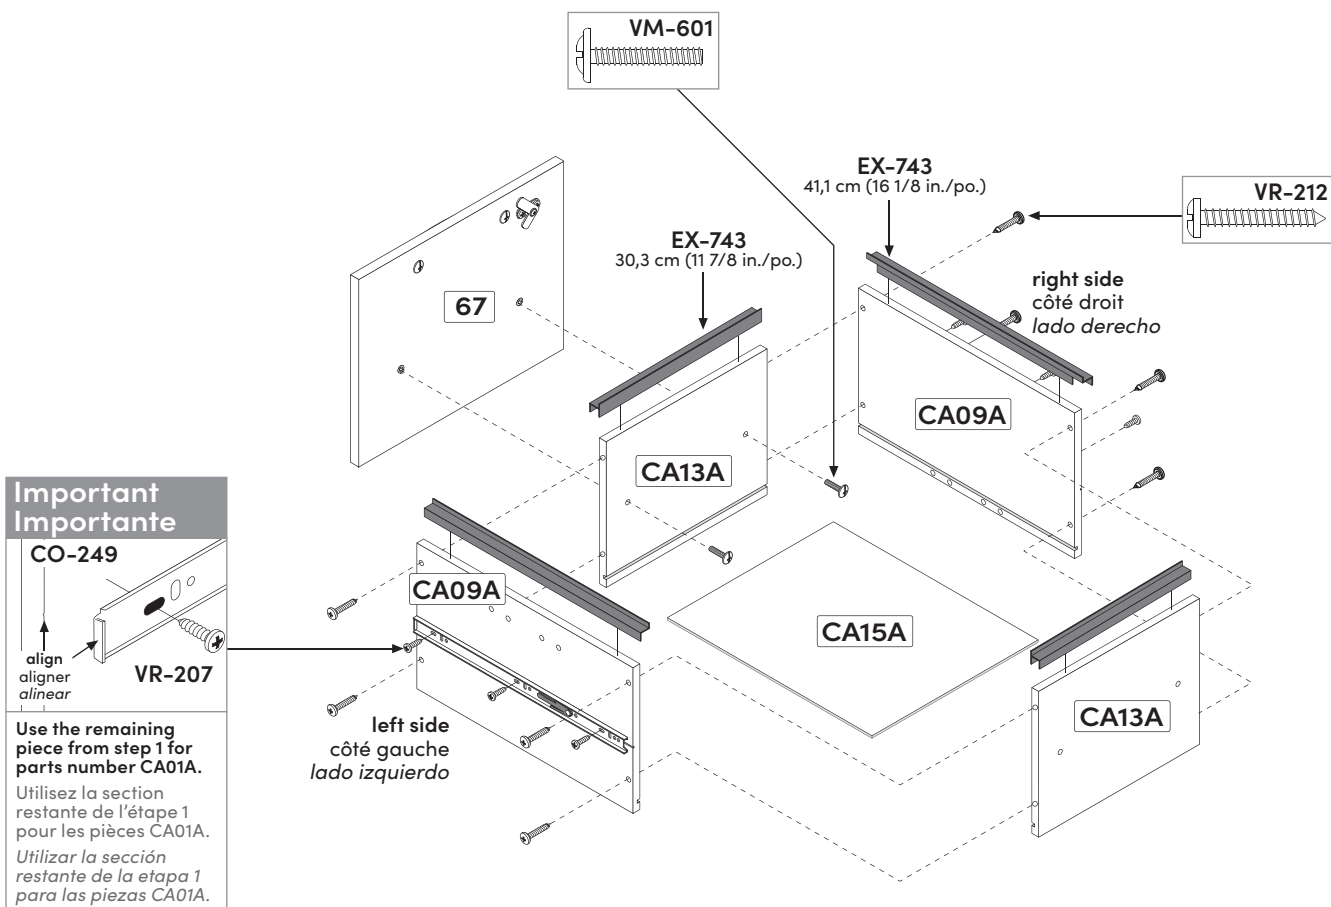 VM-601
EX-743
41,1 cm (16 1/8 in./po.)
VR-212
EX-743
30,3 cm (11 7/8 in./po.)
right side
côté droit
lado derecho
67
CA09A
CA13A
Important
Importante
CO-249
align
aligner
alinear
VR-207
Use the remaining
piece from step 1 for
parts number CA01A.
Utilisez la section
restante de l'étape 1
pour les pièces CA01A.
Utilizar la sección
restante de la etapa 1
para las piezas CA01A.
CA09A
left side
côté gauche
lado izquierdo
CA15A
CA13A